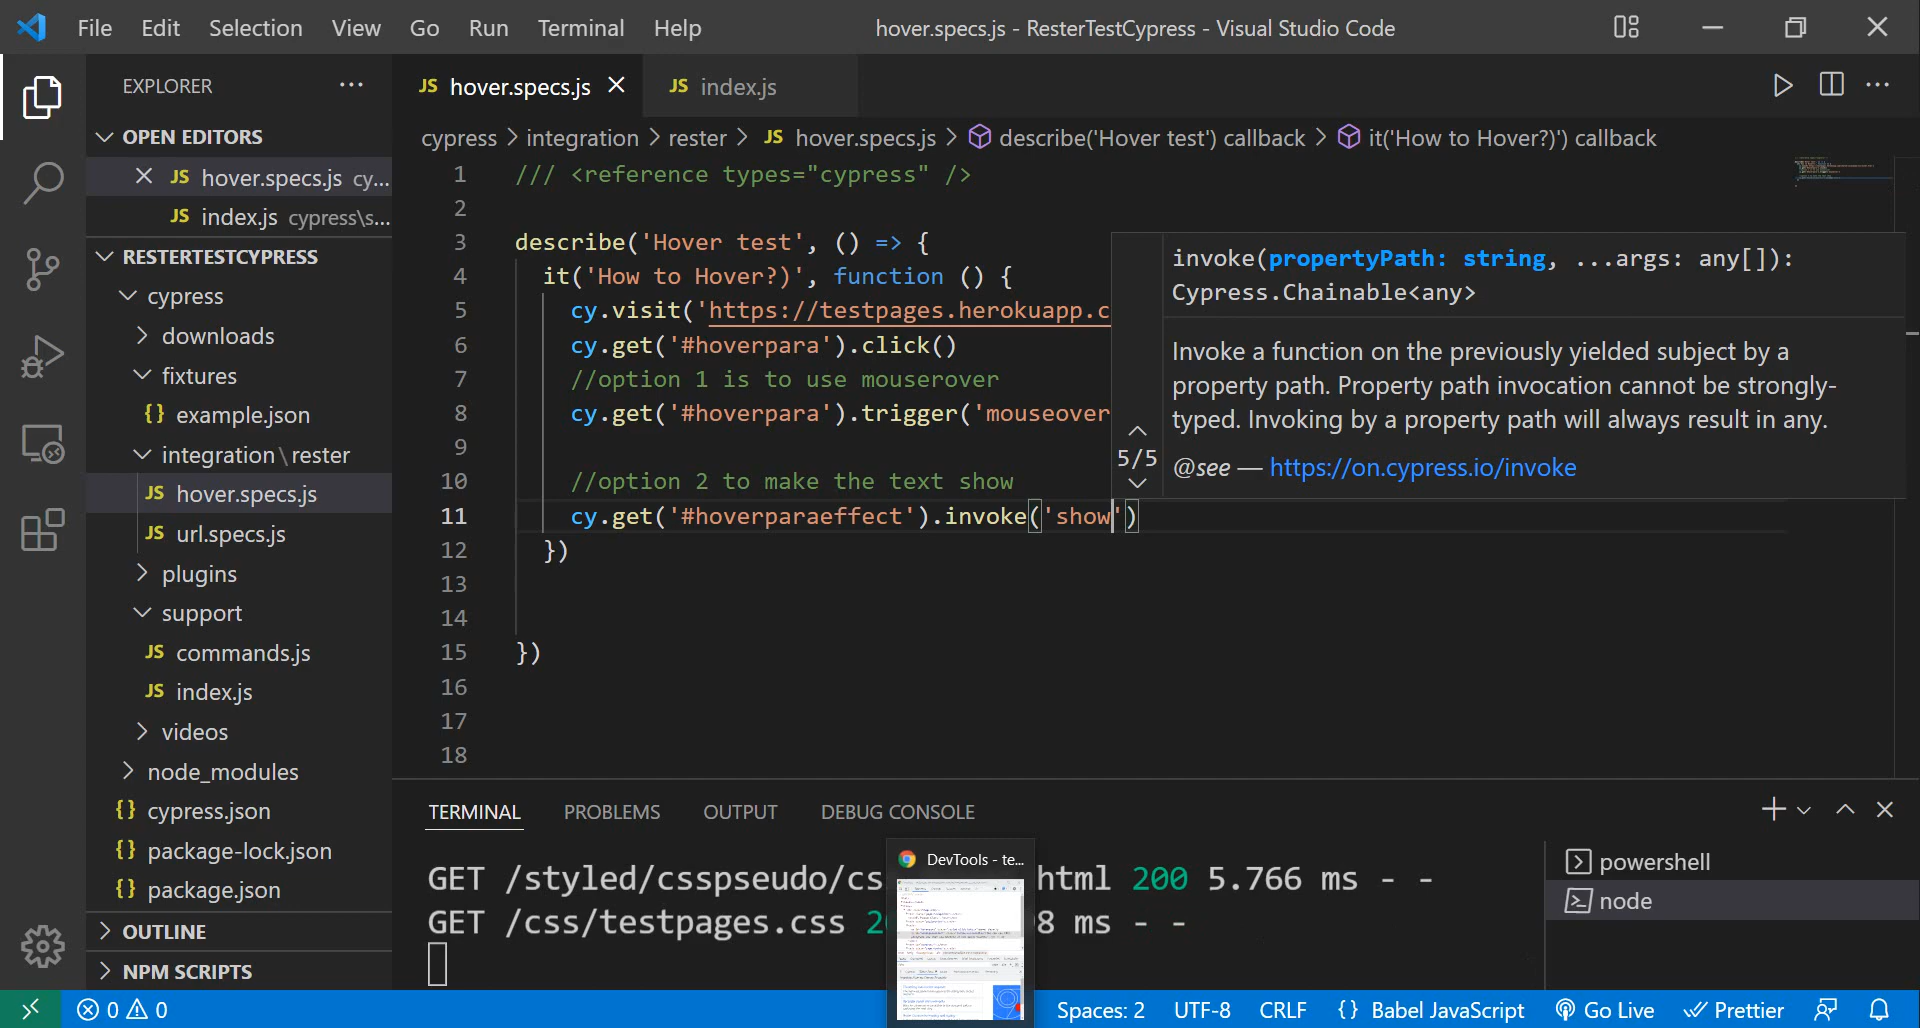 File Edit Selection View Go Run Terminal Help
hover.specs.js - ResterTestCypress - Visual Studio Code
EXPLORER
OPEN EDITORS
JS hover.specs.js cy...
JS index.js cypress\s...
RESTERTESTCYPRESS
cypress
downloads
fixtures
{} example.json
integration\rester
JS hover.specs.js
JS url.specs.js
plugins
support
JS commands.js
JS index.js
videos
node_modules
{} cypress.json
{} package-lock.json
{} package.json
OUTLINE
NPM SCRIPTS
JS hover.specs.js
JS index.js
cypress > integration > rester > JS hover.specs.js > describe('Hover test') callback > it('How to Hover?)') callback
1 /// <reference types="cypress" />
2
3 describe('Hover test', () => {
4 it('How to Hover?)', function () {
5 cy.visit('https://testpages.herokuapp.c
6 cy.get('#hoverpara').click()
7 //option 1 is to use mouserover
8 cy.get('#hoverpara').trigger('mouseover
9
10 //option 2 to make the text show
11 cy.get('#hoverparaeffect').invoke('show')
12 })
13
14
15 })
16
17
18
5/5
invoke(propertyPath: string, ...args: any[]):
Cypress.Chainable<any>
Invoke a function on the previously yielded subject by a
property path. Property path invocation cannot be strongly-
typed. Invoking by a property path will always result in any.
@see — https://on.cypress.io/invoke
TERMINAL PROBLEMS OUTPUT DEBUG CONSOLE
GET /styled/csspseudo/cs html 200 5.766 ms - -
GET /css/testpages.css 2 8 ms - -
DevTools - te...
powershell
node
0 0
Spaces: 2 UTF-8 CRLF {} Babel JavaScript Go Live Prettier